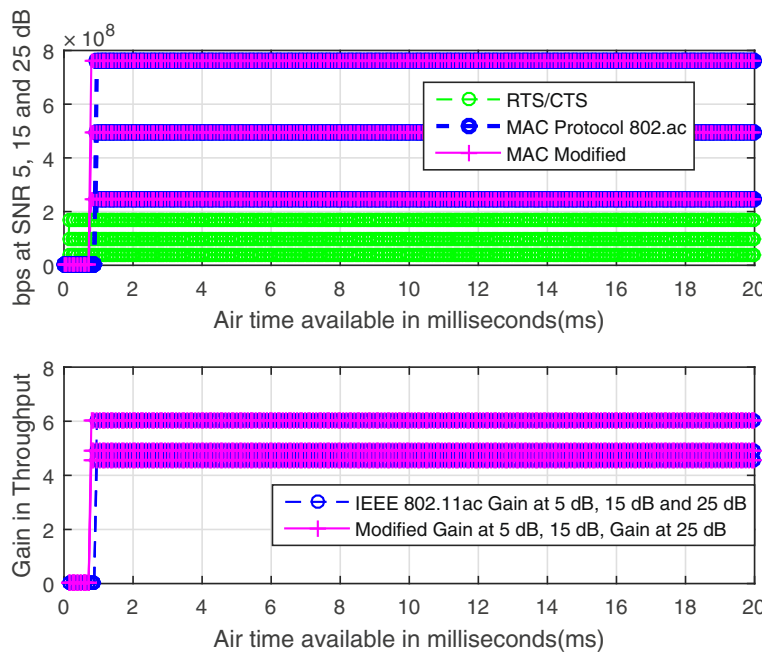 × 10⁸
bps at SNR 5, 15 and 25 dB
8
6
4
2
0
RTS/CTS
MAC Protocol 802.ac
MAC Modified
0 2 4 6 8 10 12 14 16 18 20
Air time available in milliseconds(ms)
Gain in Throughput
8
6
4
2
0
IEEE 802.11ac Gain at 5 dB, 15 dB and 25 dB
Modified Gain at 5 dB, 15 dB, Gain at 25 dB
0 2 4 6 8 10 12 14 16 18 20
Air time available in milliseconds(ms)